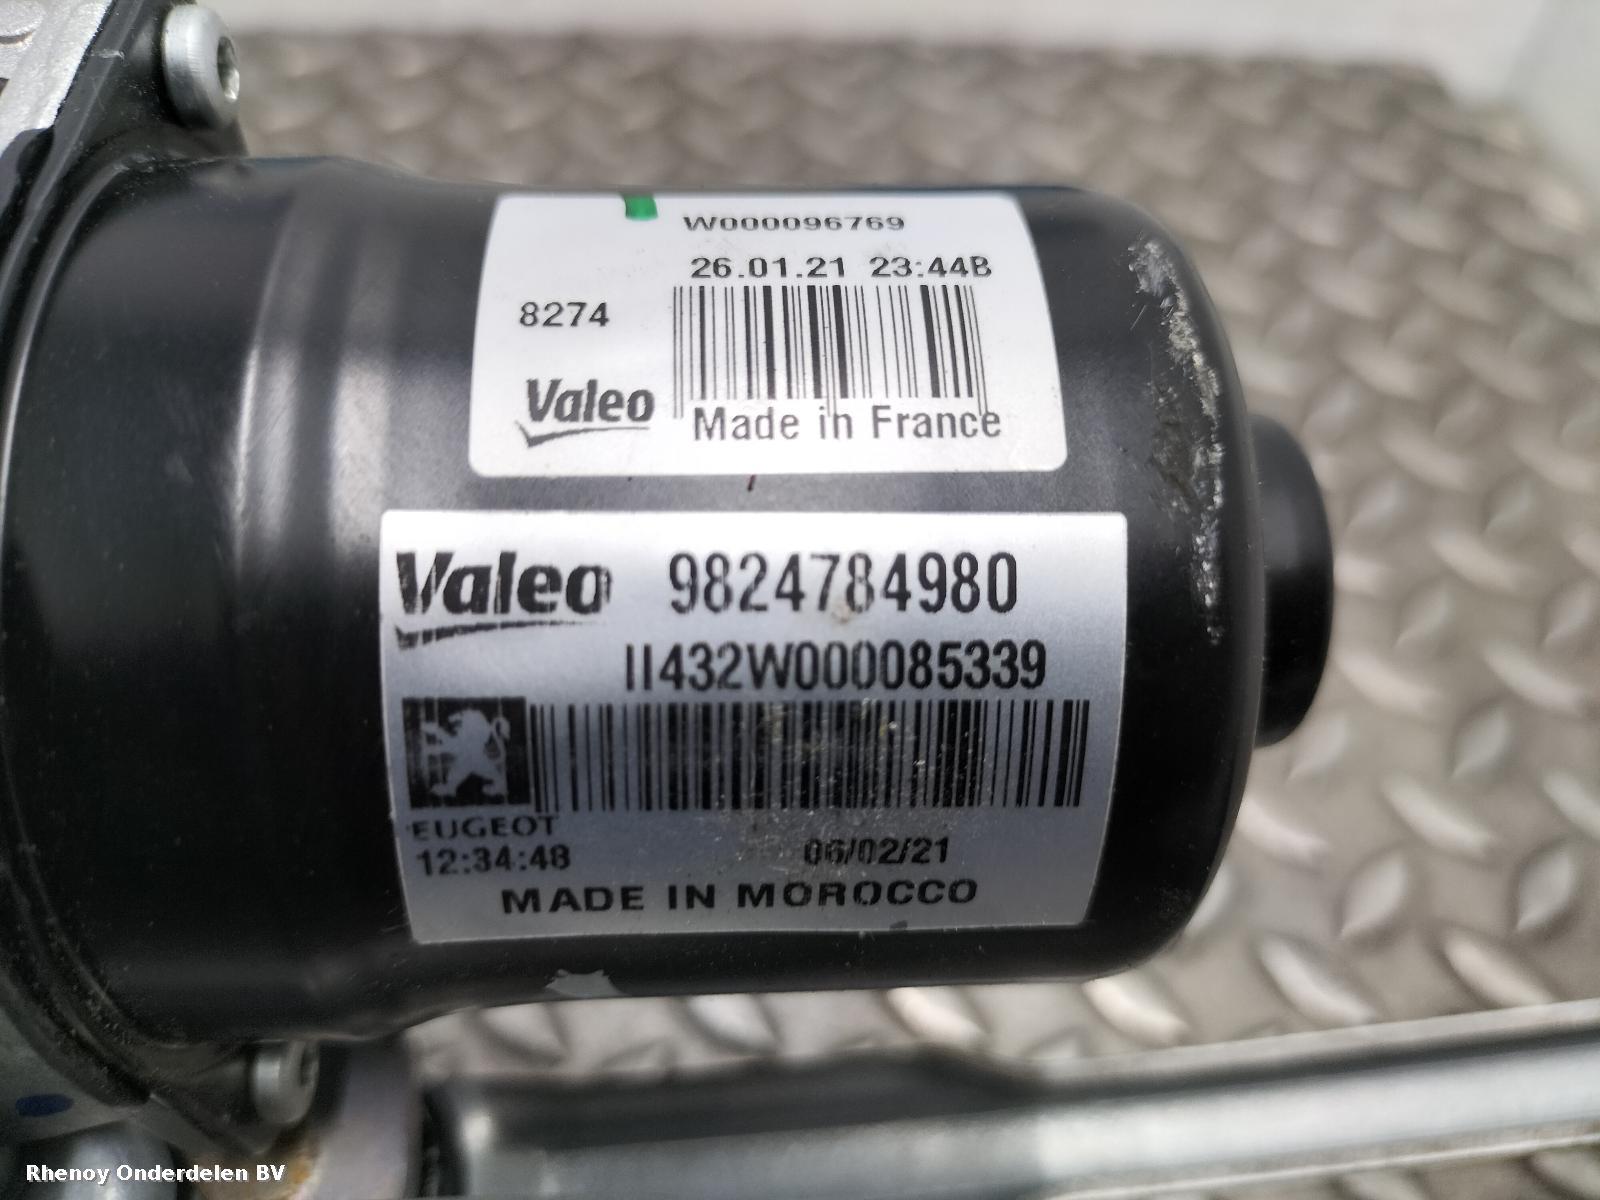 W000096769
26.01.21 23:44B
8274
Valeo
Made in France
Valeo 9824784980
II432W000085339
EUGEOT
12:34:48 06/02/21
MADE IN MOROCCO
Rhenoy Onderdelen BV